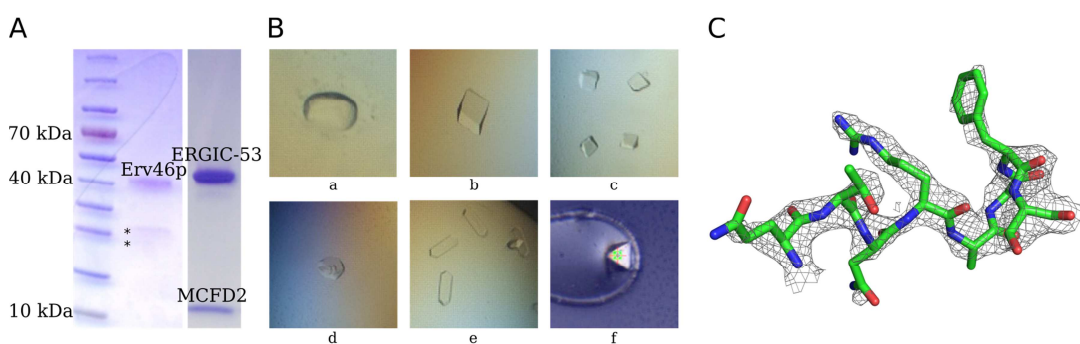 A
B
C
70 kDa
ERGIC-53
Erv46p
40 kDa
a
b
c
*
*
MCFD2
10 kDa
d
e
f